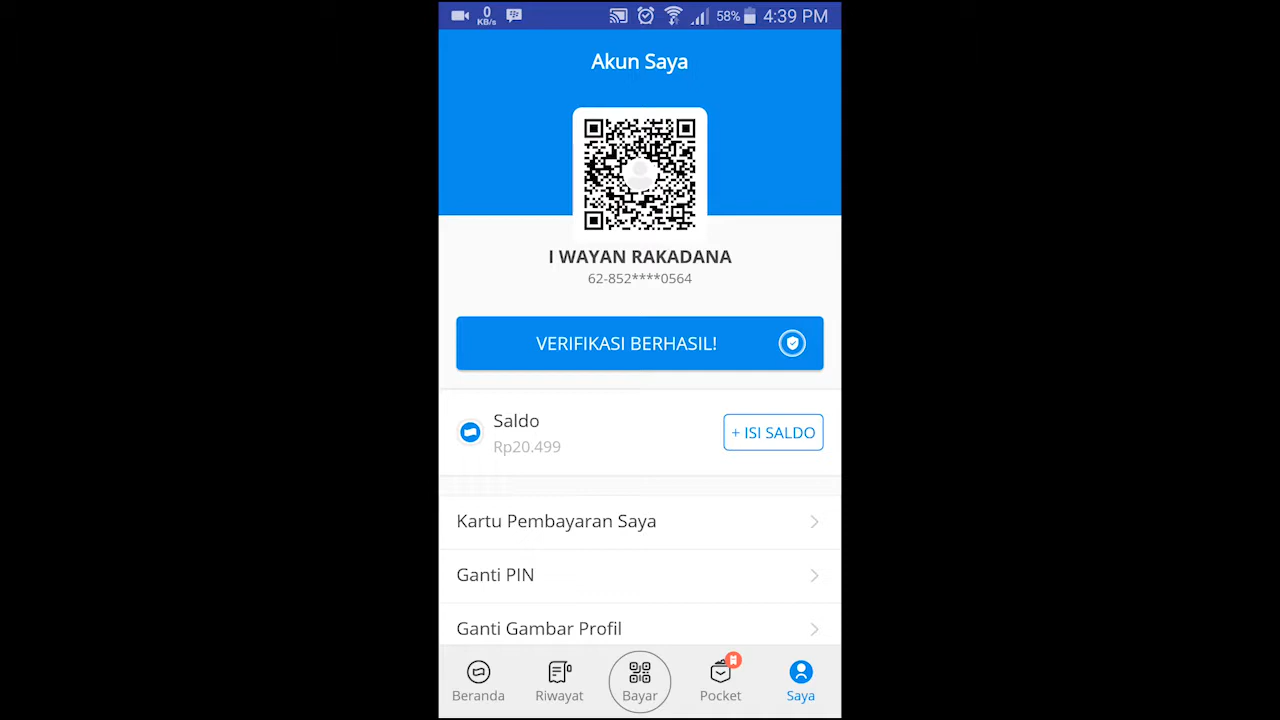 0
KB/s
58%
4:39 PM
Akun Saya
I WAYAN RAKADANA
62-852****0564
VERIFIKASI BERHASIL!
Saldo
Rp20.499
+ ISI SALDO
Kartu Pembayaran Saya
Ganti PIN
Ganti Gambar Profil
Beranda
Riwayat
Bayar
Pocket
Saya